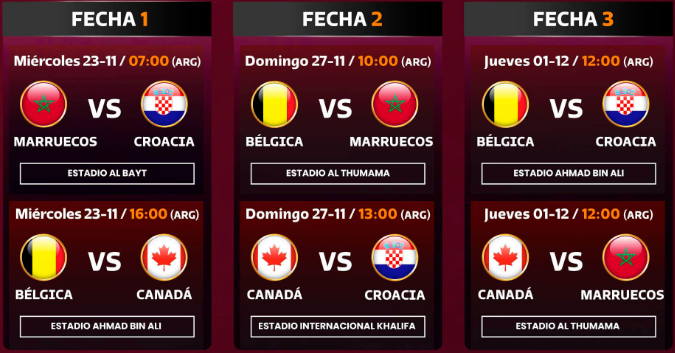 FECHA 1
Miércoles 23-11 / 07:00 (ARG)
VS
MARRUECOS CROACIA
ESTADIO AL BAYT
Miércoles 23-11 / 16:00 (ARG)
VS
BÉLGICA CANADÁ
ESTADIO AHMAD BIN ALI
FECHA 2
Domingo 27-11 / 10:00 (ARG)
VS
BÉLGICA MARRUECOS
ESTADIO AL THUMAMA
Domingo 27-11 / 13:00 (ARG)
VS
CANADÁ CROACIA
ESTADIO INTERNACIONAL KHALIFA
FECHA 3
Jueves 01-12 / 12:00 (ARG)
VS
BÉLGICA CROACIA
ESTADIO AHMAD BIN ALI
Jueves 01-12 / 12:00 (ARG)
VS
CANADÁ MARRUECOS
ESTADIO AL THUMAMA